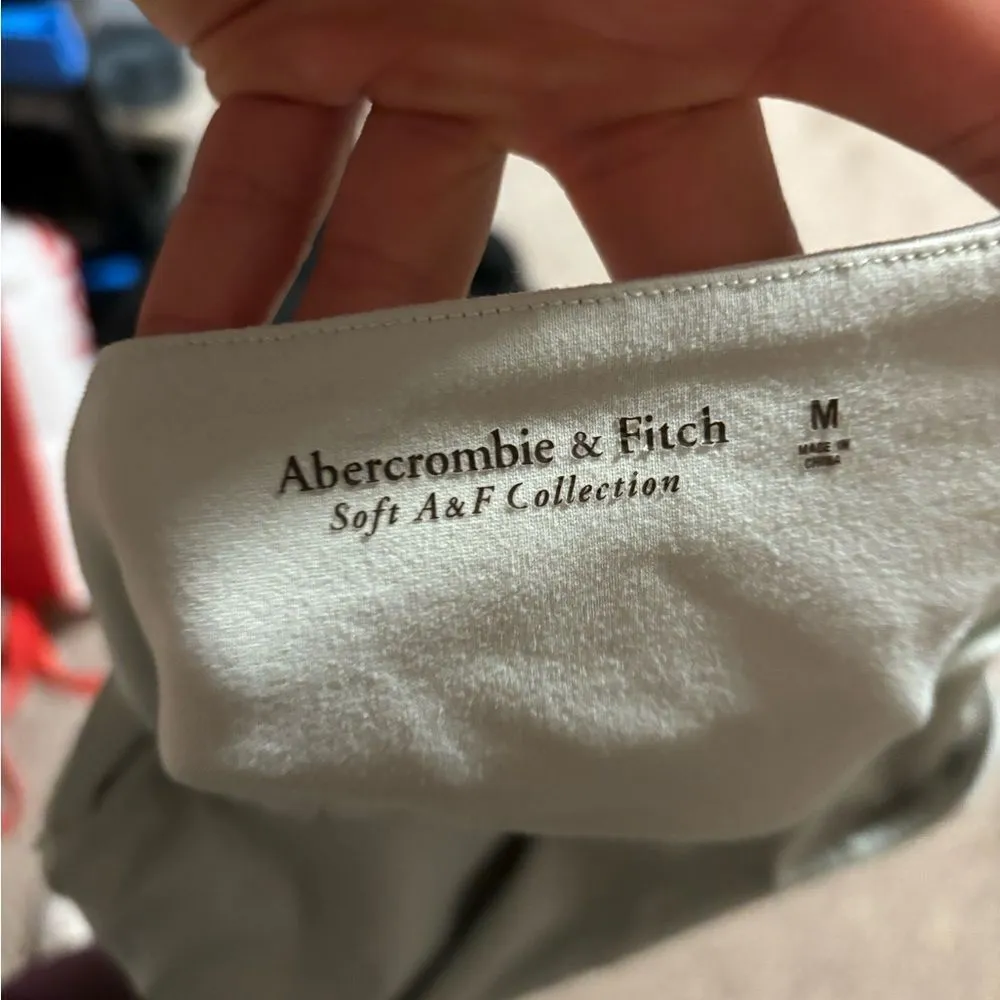 Abercrombie & Fitch
Soft A&F Collection
M
MADE IN
CHINA